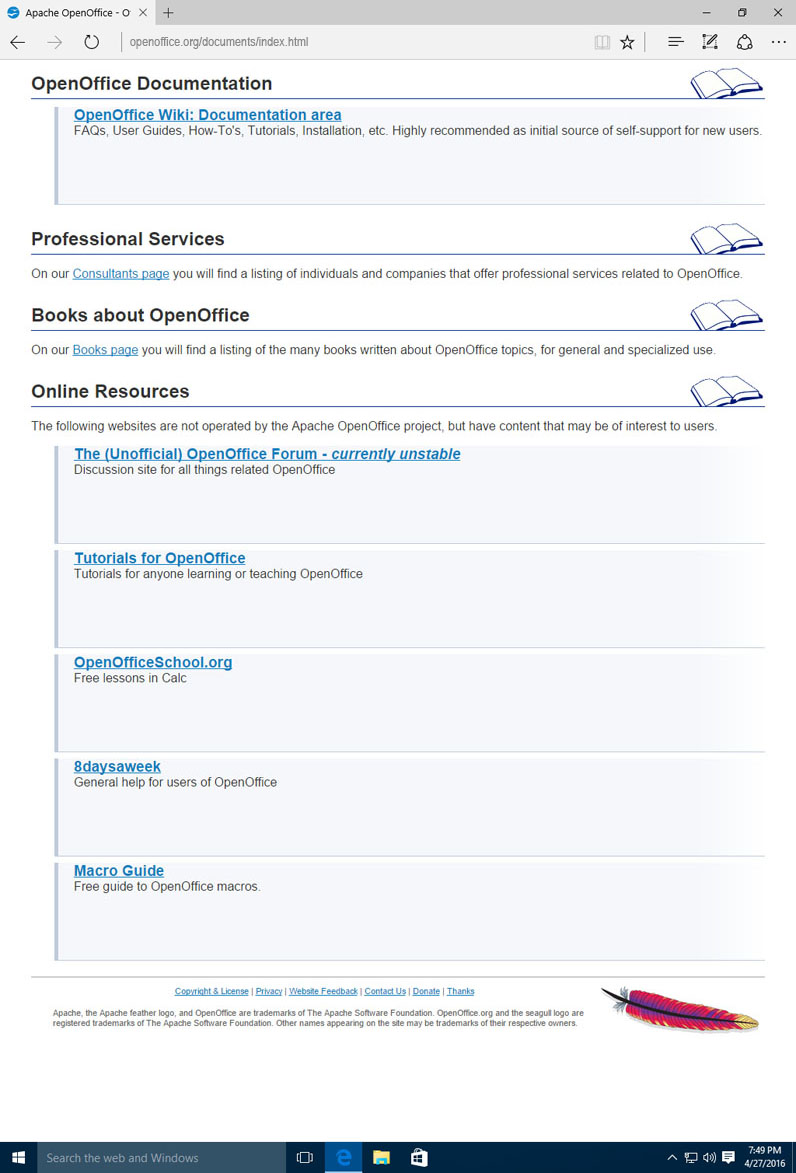 Apache OpenOffice - O
openoffice.org/documents/index.html
OpenOffice Documentation
OpenOffice Wiki: Documentation area
FAQs, User Guides, How-To's, Tutorials, Installation, etc. Highly recommended as initial source of self-support for new users.
Professional Services
On our Consultants page you will find a listing of individuals and companies that offer professional services related to OpenOffice.
Books about OpenOffice
On our Books page you will find a listing of the many books written about OpenOffice topics, for general and specialized use.
Online Resources
The following websites are not operated by the Apache OpenOffice project, but have content that may be of interest to users.
The (Unofficial) OpenOffice Forum - currently unstable
Discussion site for all things related OpenOffice
Tutorials for OpenOffice
Tutorials for anyone learning or teaching OpenOffice
OpenOfficeSchool.org
Free lessons in Calc
8daysaweek
General help for users of OpenOffice
Macro Guide
Free guide to OpenOffice macros.
Copyright & License | Privacy | Website Feedback | Contact Us | Donate | Thanks
Apache, the Apache feather logo, and OpenOffice are trademarks of The Apache Software Foundation. OpenOffice.org and the seagull logo are
registered trademarks of The Apache Software Foundation. Other names appearing on the site may be trademarks of their respective owners.
Search the web and Windows
7:49 PM
4/27/2016